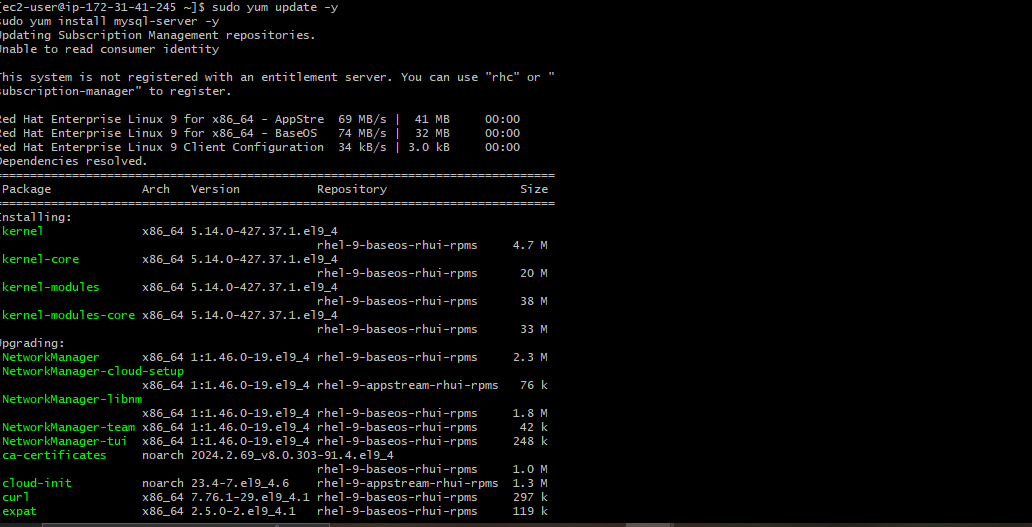 [ec2-user@ip-172-31-41-245 ~]$ sudo yum update -y
sudo yum install mysql-server -y
Updating Subscription Management repositories.
Unable to read consumer identity
This system is not registered with an entitlement server. You can use "rhc" or "
subscription-manager" to register.
Red Hat Enterprise Linux 9 for x86_64 - AppStre  69 MB/s |  41 MB     00:00
Red Hat Enterprise Linux 9 for x86_64 - BaseOS   74 MB/s |  32 MB     00:00
Red Hat Enterprise Linux 9 Client Configuration  34 kB/s | 3.0 kB     00:00
Dependencies resolved.
================================================================================
 Package             Arch   Version           Repository                   Size
================================================================================
Installing:
 kernel              x86_64 5.14.0-427.37.1.el9_4
                                              rhel-9-baseos-rhui-rpms     4.7 M
 kernel-core         x86_64 5.14.0-427.37.1.el9_4
                                              rhel-9-baseos-rhui-rpms      20 M
 kernel-modules      x86_64 5.14.0-427.37.1.el9_4
                                              rhel-9-baseos-rhui-rpms      38 M
 kernel-modules-core x86_64 5.14.0-427.37.1.el9_4
                                              rhel-9-baseos-rhui-rpms      33 M
Upgrading:
 NetworkManager      x86_64 1:1.46.0-19.el9_4 rhel-9-baseos-rhui-rpms     2.3 M
 NetworkManager-cloud-setup
                     x86_64 1:1.46.0-19.el9_4 rhel-9-appstream-rhui-rpms   76 k
 NetworkManager-libnm
                     x86_64 1:1.46.0-19.el9_4 rhel-9-baseos-rhui-rpms     1.8 M
 NetworkManager-team x86_64 1:1.46.0-19.el9_4 rhel-9-baseos-rhui-rpms      42 k
 NetworkManager-tui  x86_64 1:1.46.0-19.el9_4 rhel-9-baseos-rhui-rpms     248 k
 ca-certificates     noarch 2024.2.69_v8.0.303-91.4.el9_4
                                              rhel-9-baseos-rhui-rpms     1.0 M
 cloud-init          noarch 23.4-7.el9_4.6    rhel-9-appstream-rhui-rpms  1.3 M
 curl                x86_64 7.76.1-29.el9_4.1 rhel-9-baseos-rhui-rpms     297 k
 expat               x86_64 2.5.0-2.el9_4.1   rhel-9-baseos-rhui-rpms     119 k